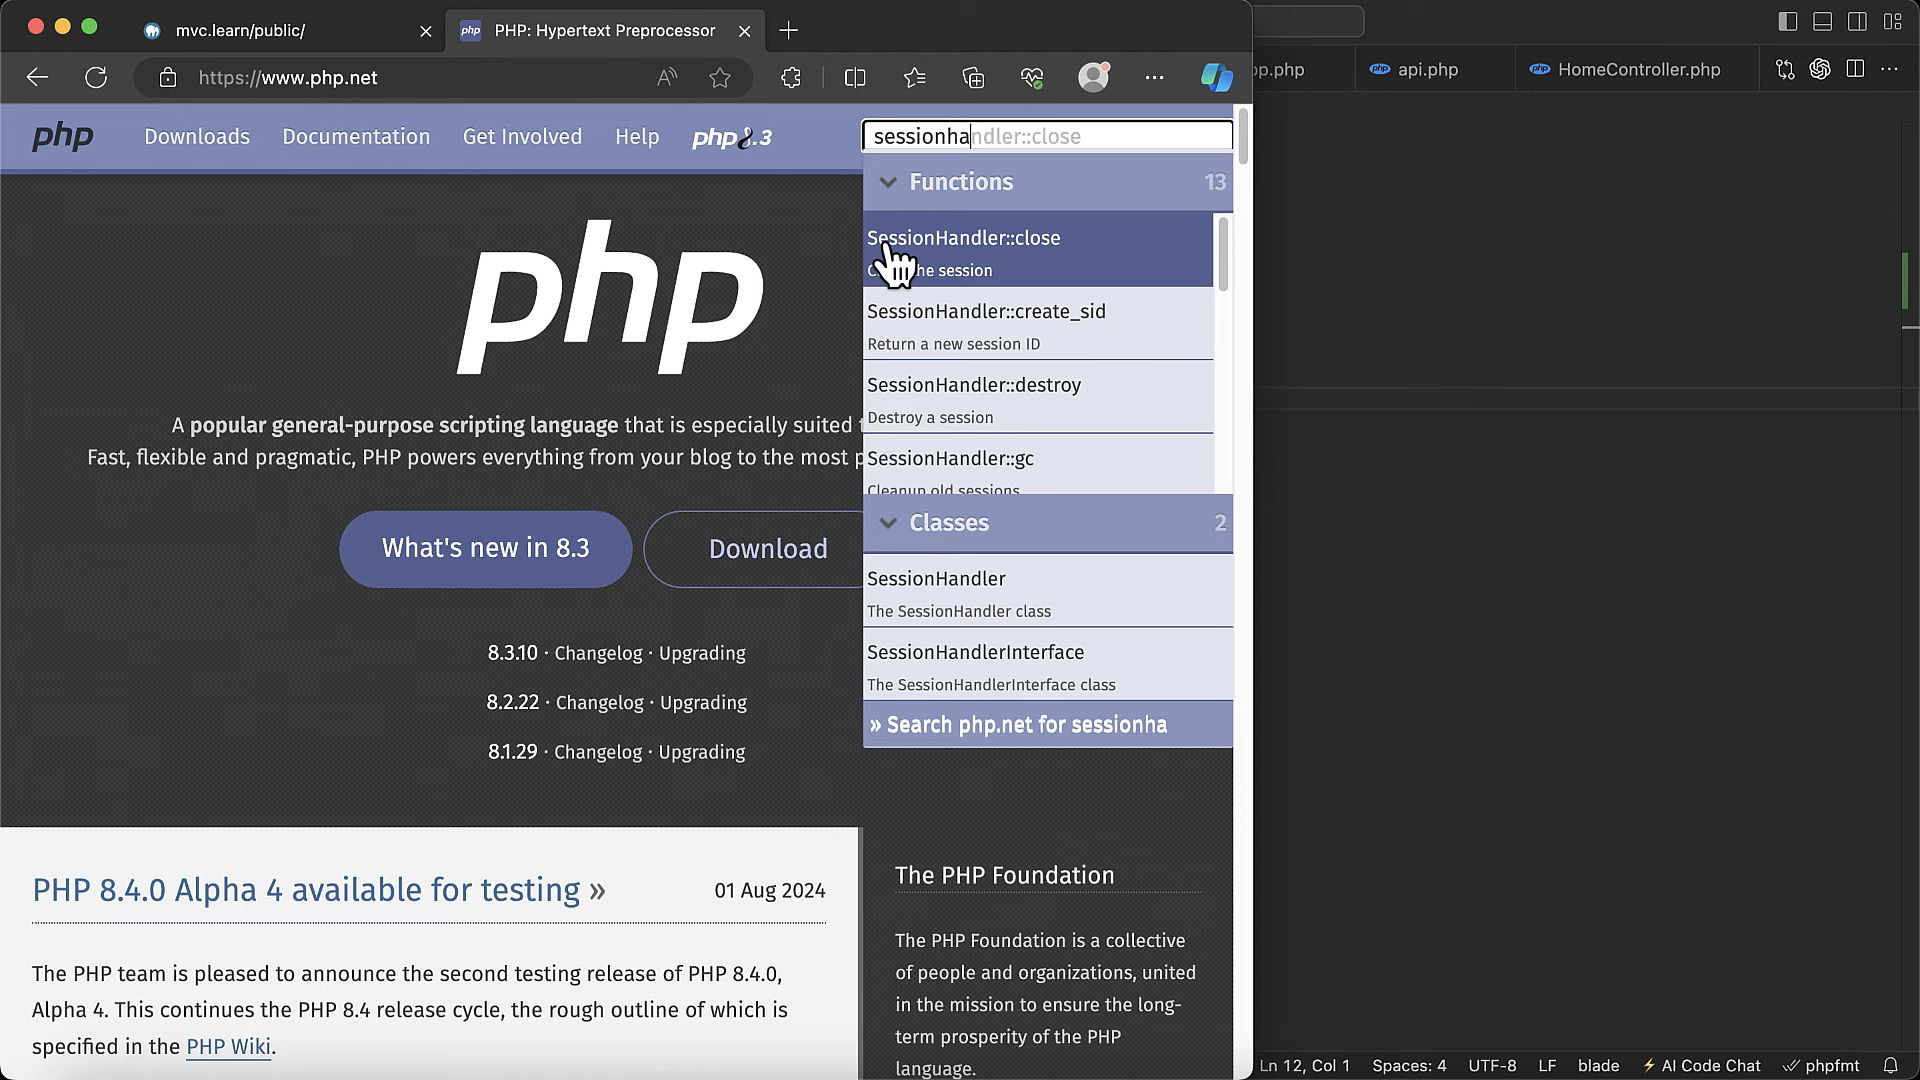 mvc.learn/public/
php
PHP: Hypertext Preprocessor
https://www.php.net
api.php
php
HomeController.php
php
Downloads
Documentation
Get Involved
Help
php8.3
sessionhandler::close
Functions
13
SessionHandler::close
the session
SessionHandler::create_sid
Return a new session ID
SessionHandler::destroy
Destroy a session
SessionHandler::gc
Cleanup old sessions
Classes
2
SessionHandler
The SessionHandler class
SessionHandlerInterface
The SessionHandlerInterface class
» Search php.net for sessionha
php
A popular general-purpose scripting language that is especially suited
Fast, flexible and pragmatic, PHP powers everything from your blog to the most
What's new in 8.3
Download
8.3.10 · Changelog · Upgrading
8.2.22 · Changelog · Upgrading
8.1.29 · Changelog · Upgrading
PHP 8.4.0 Alpha 4 available for testing »
01 Aug 2024
The PHP team is pleased to announce the second testing release of PHP 8.4.0,
Alpha 4. This continues the PHP 8.4 release cycle, the rough outline of which is
specified in the PHP Wiki.
The PHP Foundation
The PHP Foundation is a collective
of people and organizations, united
in the mission to ensure the long-
term prosperity of the PHP
language.
Ln 12, Col 1
Spaces: 4
UTF-8
LF
blade
AI Code Chat
phpfmt